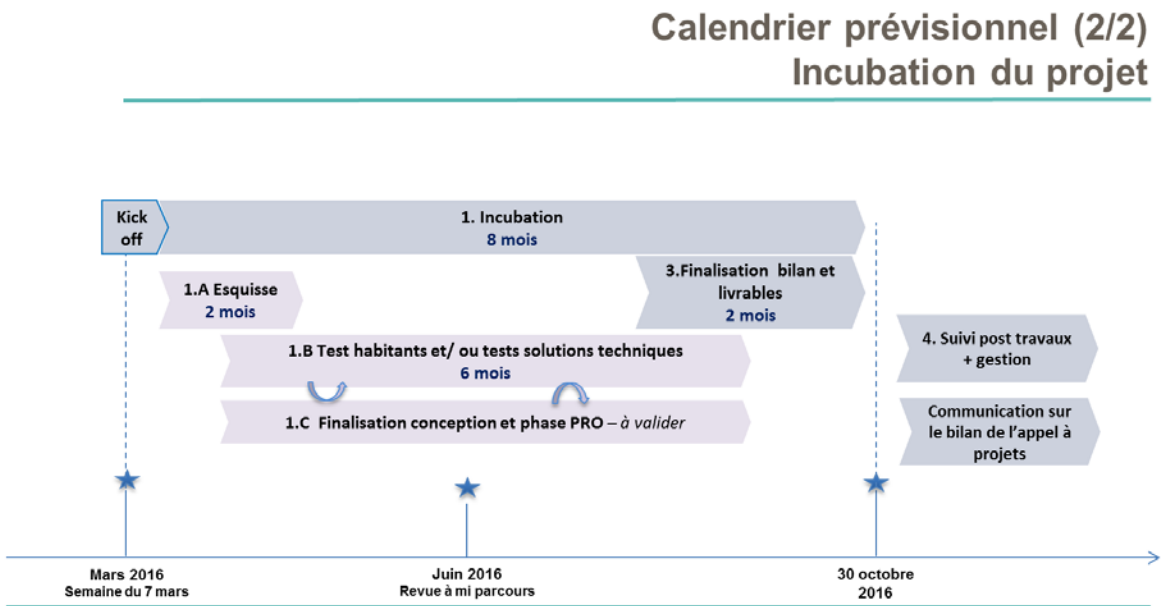 Calendrier prévisionnel (2/2)
Incubation du projet
Kick
off
1. Incubation
8 mois
1.A Esquisse
2 mois
3.Finalisation bilan et
livrables
2 mois
1.B Test habitants et/ ou tests solutions techniques
6 mois
1.C Finalisation conception et phase PRO – à valider
4. Suivi post travaux
+ gestion
Communication sur
le bilan de l'appel à
projets
Mars 2016
Semaine du 7 mars
Juin 2016
Revue à mi parcours
30 octobre
2016